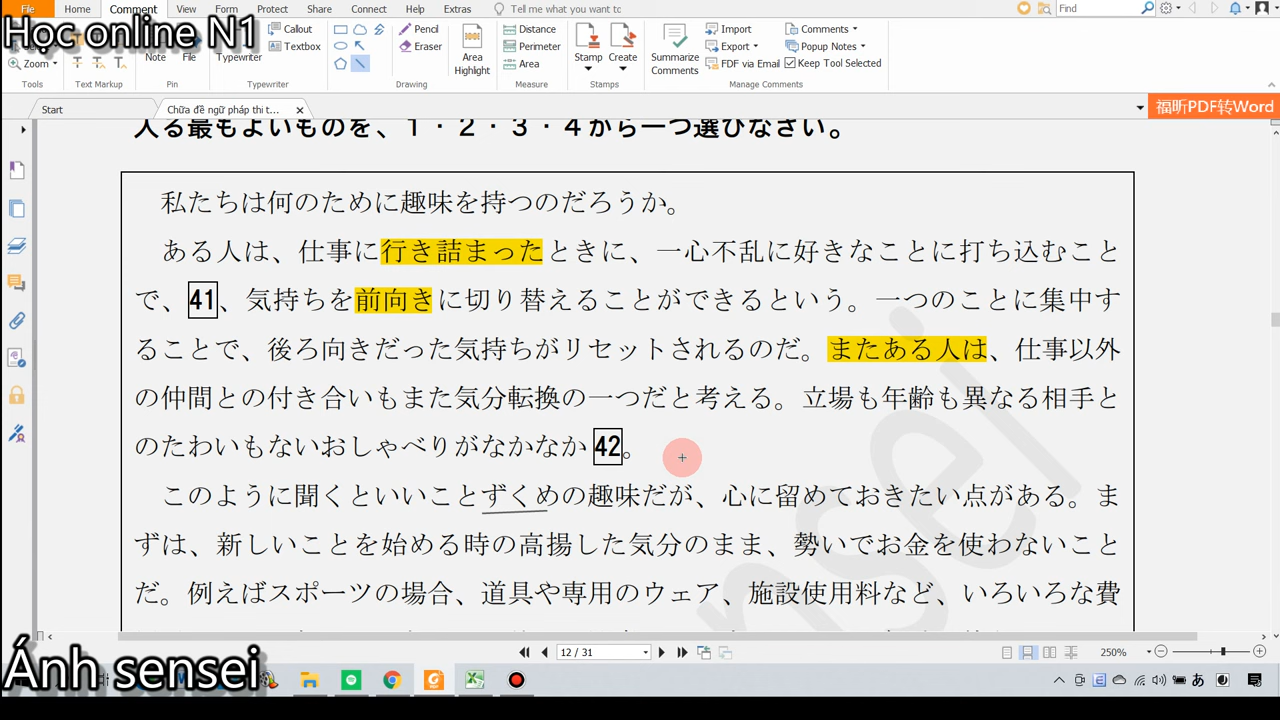 File Home Comment View Form Protect Share Connect Help Extras Tell me what you want to Find
Học online N1
Callout Pencil Distance Import Comments
Textbox Eraser Perimeter Export Popup Notes
Zoom Typewriter Note File Area Highlight Area Stamp Create Summarize Comments FDF via Email Keep Tool Selected
Tools Text Markup Pin Typewriter Drawing Measure Stamps Manage Comments
Start Chữa đề ngữ pháp thi t... 福昕PDF转Word
入る最もよいものを、1・2・3・4から一つ選びなさい。
私たちは何のために趣味を持つのだろうか。
ある人は、仕事に行き詰まったときに、一心不乱に好きなことに打ち込むこと
で、41、気持ちを前向きに切り替えることができるという。一つのことに集中す
ることで、後ろ向きだった気持ちがリセットされるのだ。またある人は、仕事以外
の仲間との付き合いもまた気分転換の一つだと考える。立場も年齢も異なる相手と
のたわいもないおしゃべりがなかなか42。
このように聞くといいことずくめの趣味だが、心に留めておきたい点がある。ま
ずは、新しいことを始める時の高揚した気分のまま、勢いでお金を使わないこと
だ。例えばスポーツの場合、道具や専用のウェア、施設使用料など、いろいろな費
nsei
12 / 31 250%
Ánh sensei
あ